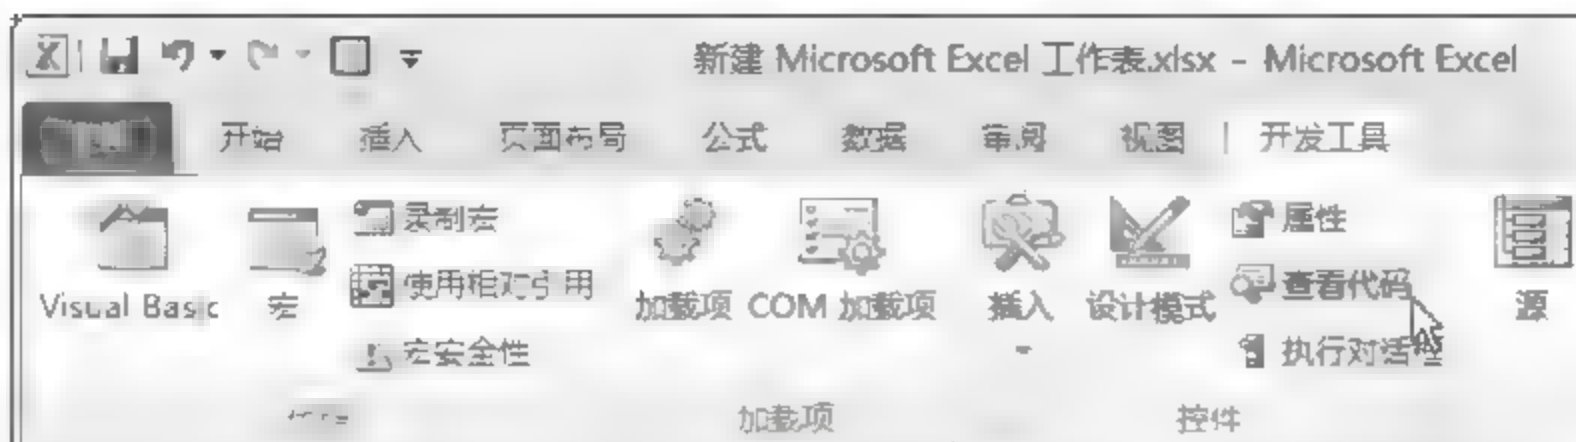 新建 Microsoft Excel 工作表.xlsx - Microsoft Excel
开始 插入 页面布局 公式 数据 审阅 视图 开发工具
Visual Basic
宏
录制宏
使用相对引用
宏安全性
加载项
COM 加载项
加载项
插入
设计模式
属性
查看代码
执行对话框
控件
源